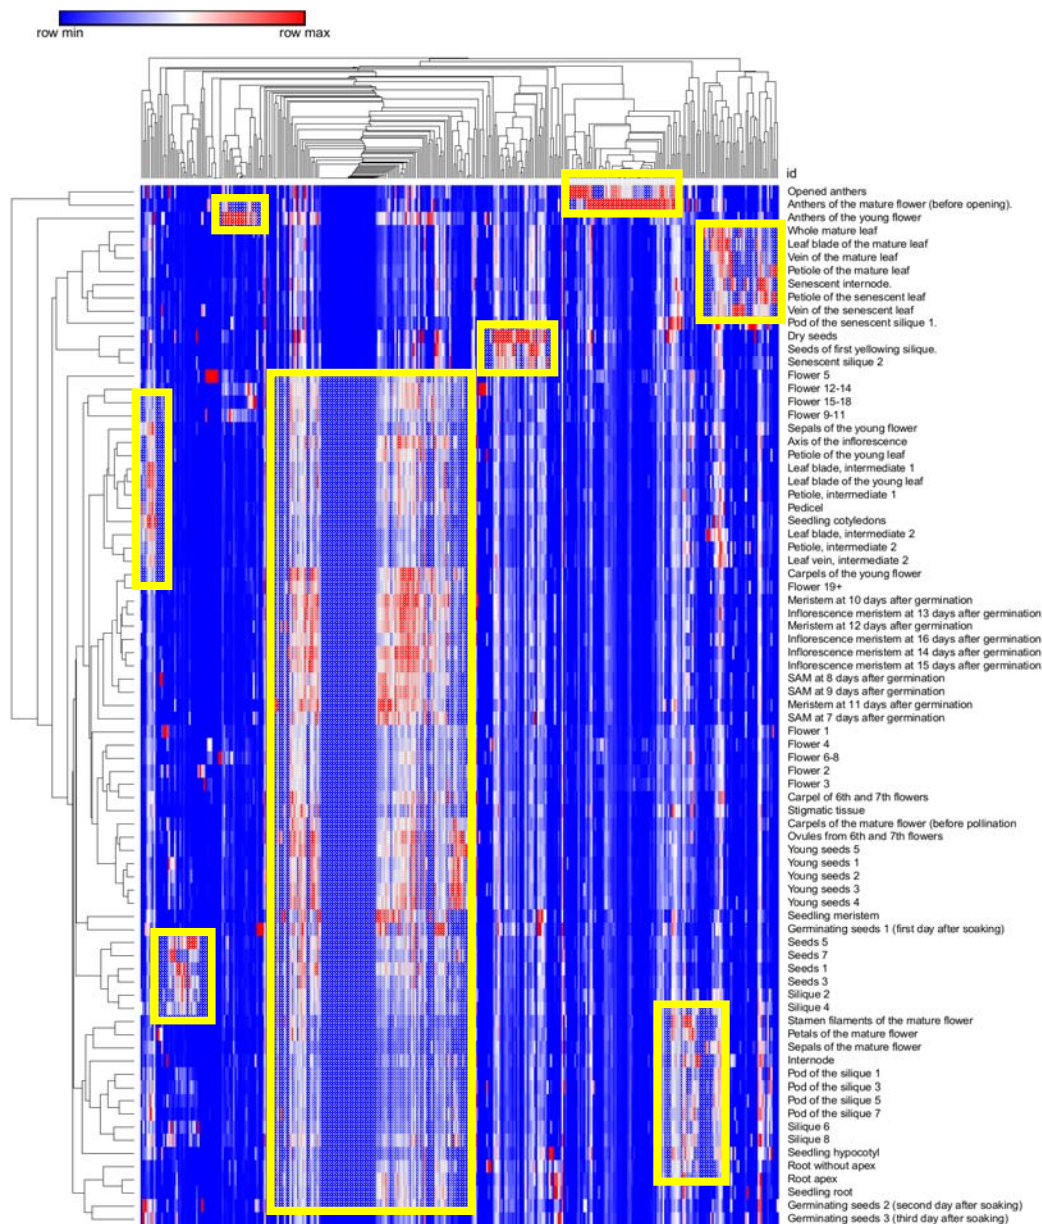 row min
row max
id
Opened anthers
Anthers of the mature flower (before opening).
Anthers of the young flower
Whole mature leaf
Leaf blade of the mature leaf
Vein of the mature leaf
Petiole of the mature leaf
Senescent internode.
Petiole of the senescent leaf
Vein of the senescent leaf
Pod of the senescent silique 1.
Dry seeds
Seeds of first yellowing silique.
Senescent silique 2
Flower 5
Flower 12-14
Flower 15-18
Flower 9-11
Sepals of the young flower
Axis of the inflorescence
Petiole of the young leaf
Leaf blade, intermediate 1
Leaf blade of the young leaf
Petiole, intermediate 1
Pedicel
Seedling cotyledons
Leaf blade, intermediate 2
Petiole, intermediate 2
Leaf vein, intermediate 2
Carpels of the young flower
Flower 19+
Meristem at 10 days after germination
Inflorescence meristem at 13 days after germination
Meristem at 12 days after germination
Inflorescence meristem at 16 days after germination
Inflorescence meristem at 14 days after germination
Inflorescence meristem at 15 days after germination
SAM at 8 days after germination
SAM at 9 days after germination
Meristem at 11 days after germination
SAM at 7 days after germination
Flower 1
Flower 4
Flower 6-8
Flower 2
Flower 3
Carpel of 6th and 7th flowers
Stigmatic tissue
Carpels of the mature flower (before pollination
Ovules from 6th and 7th flowers
Young seeds 5
Young seeds 1
Young seeds 2
Young seeds 3
Young seeds 4
Seedling meristem
Germinating seeds 1 (first day after soaking)
Seeds 5
Seeds 7
Seeds 1
Seeds 3
Silique 2
Silique 4
Stamen filaments of the mature flower
Petals of the mature flower
Sepals of the mature flower
Internode
Pod of the silique 1
Pod of the silique 3
Pod of the silique 5
Pod of the silique 7
Silique 6
Silique 8
Seedling hypocotyl
Root without apex
Root apex
Seedling root
Germinating seeds 2 (second day after soaking)
Germinating seeds 3 (third day after soaking)